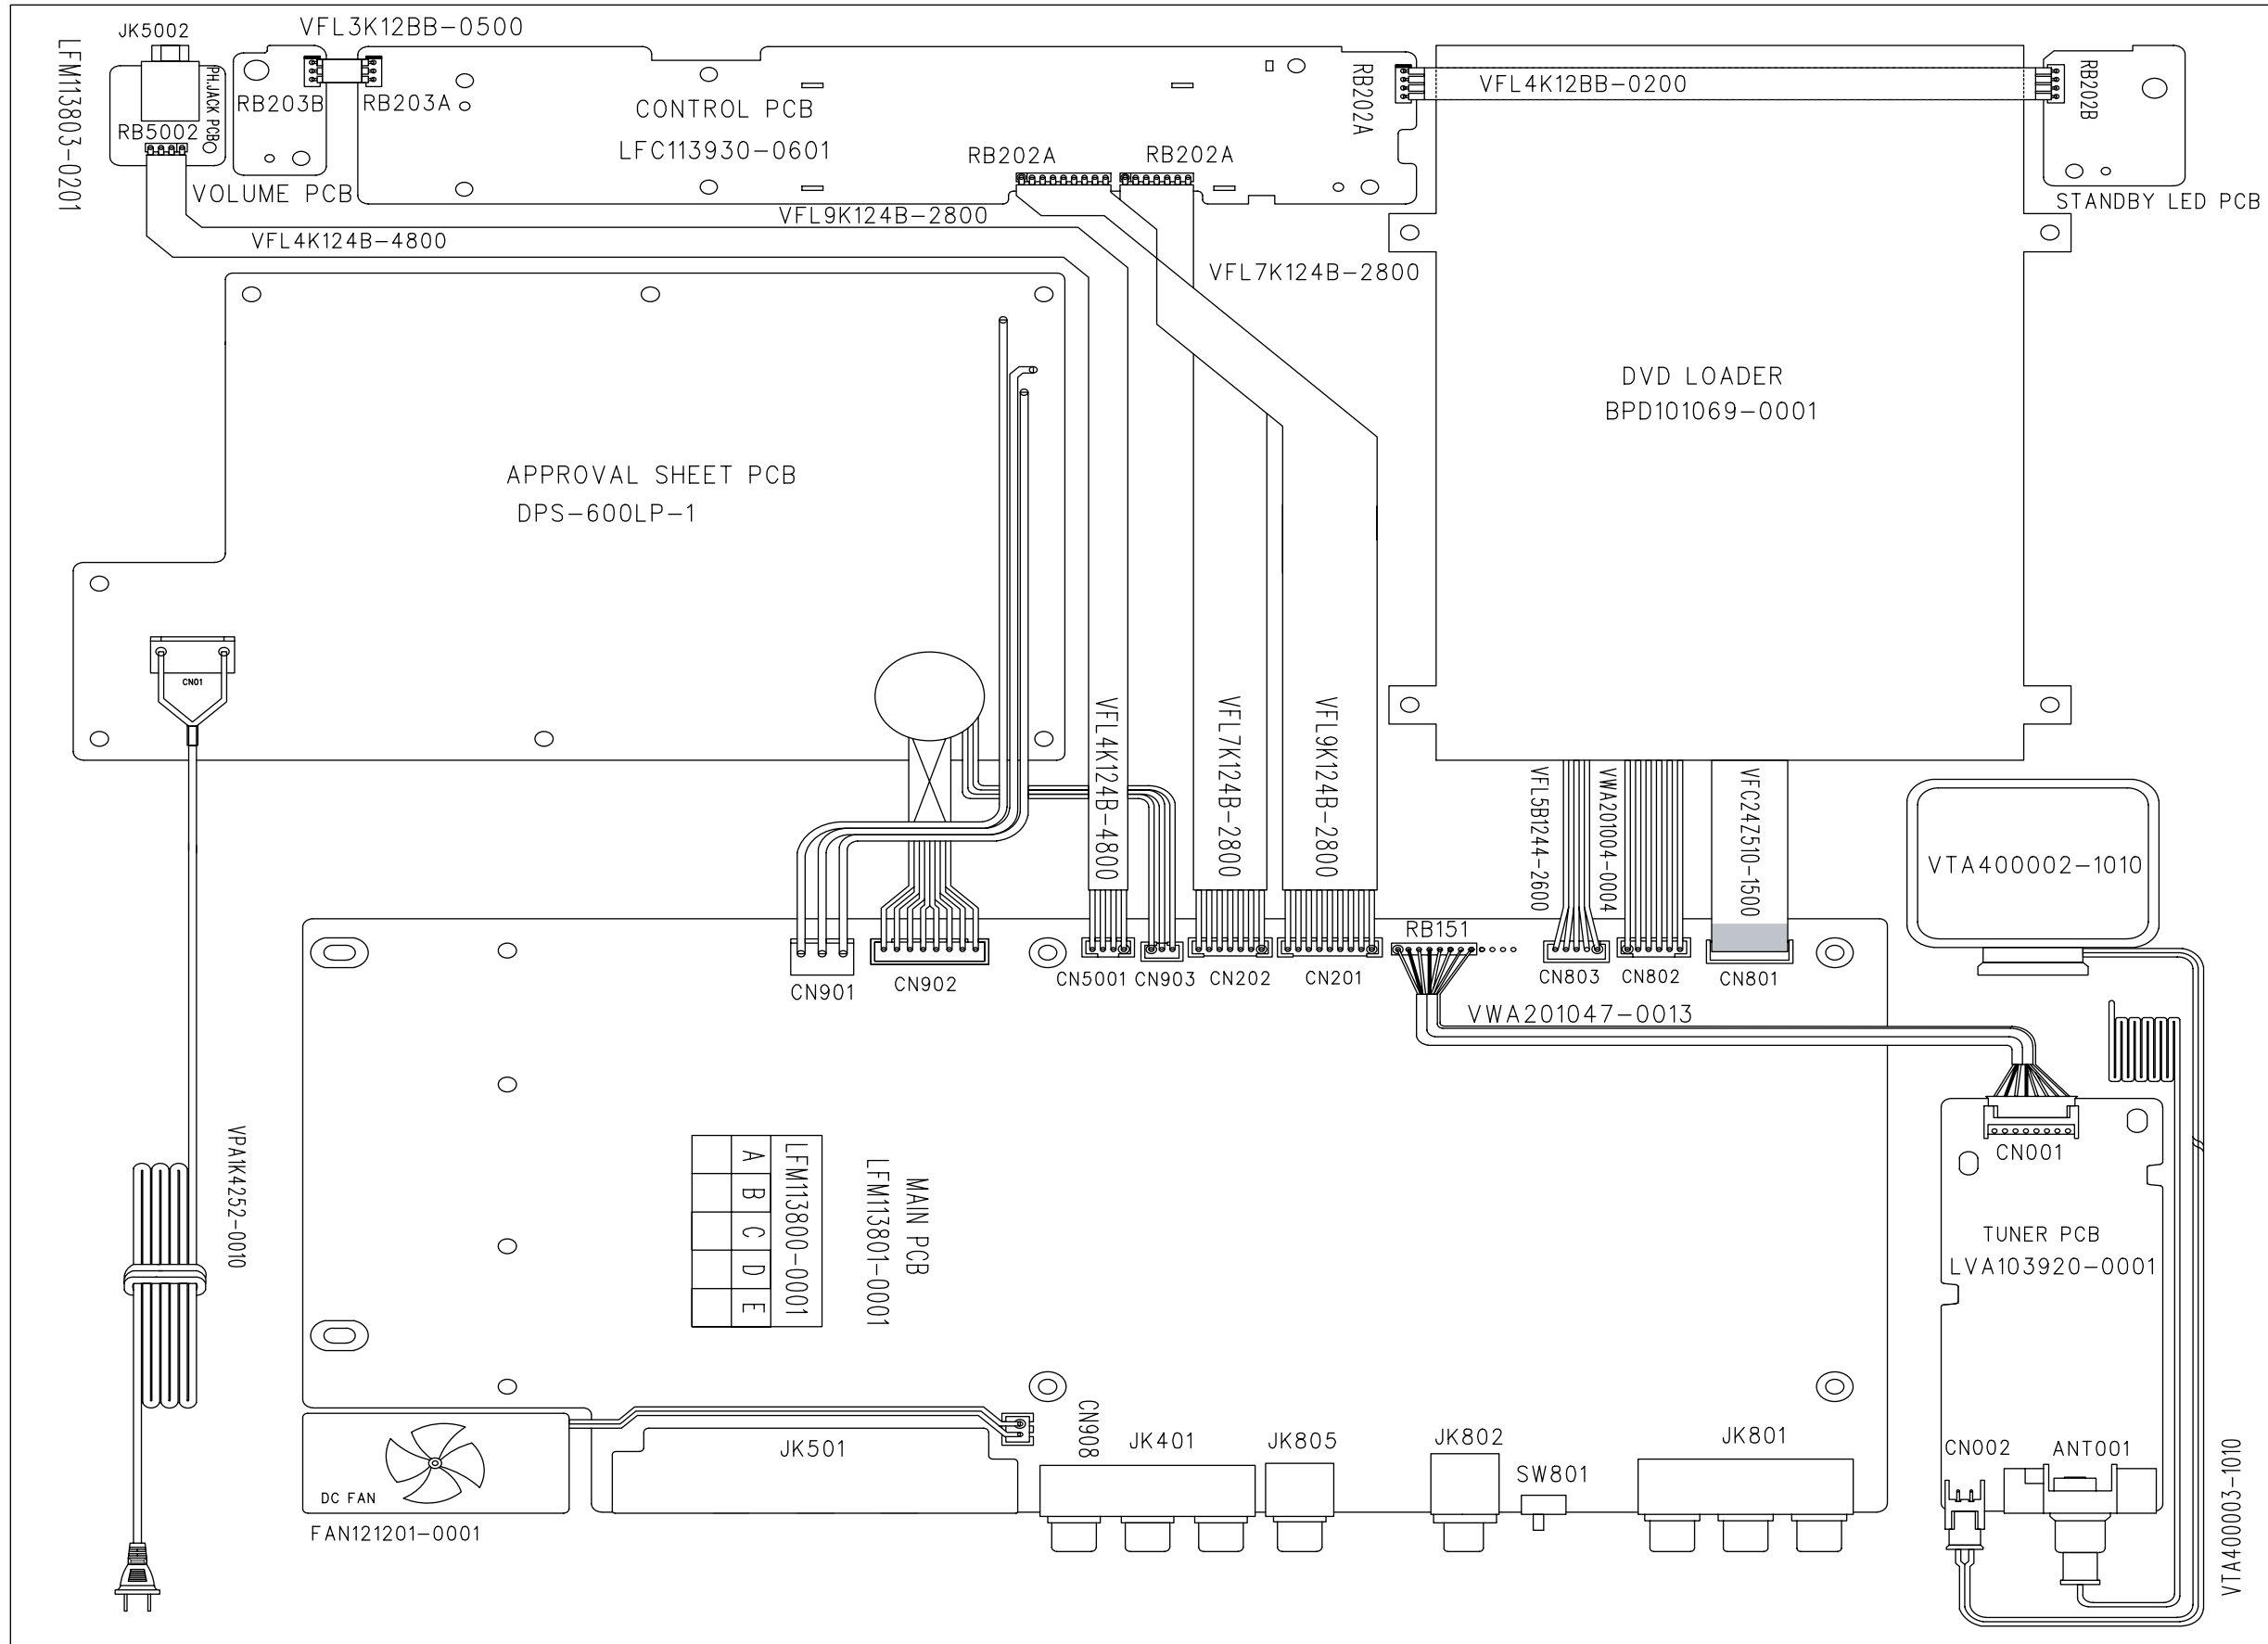 JK5002
VFL3K12BB-0500
LFM113803-0201
PH.JACK PCB
RB5002
RB203B
RB203A
CONTROL PCB
LFC113930-0601
RB202A
VFL4K12BB-0200
RB202B
RB202A
RB202A
VOLUME PCB
STANDBY LED PCB
VFL9K124B-2800
VFL4K124B-4800
VFL7K124B-2800
DVD LOADER
BPD101069-0001
APPROVAL SHEET PCB
DPS-600LP-1
CN01
VFL4K124B-4800
VFL7K124B-2800
VFL9K124B-2800
VFL5B1244-2600
VWA201004-0004
VFC24Z510-1500
VTA400002-1010
RB151
CN901
CN902
CN5001
CN903
CN202
CN201
CN803
CN802
CN801
VWA201047-0013
CN001
VPA1K4252-0010
MAIN PCB
LFM113801-0001
LFM113800-0001
A B C D E
TUNER PCB
LVA103920-0001
CN908
JK501
JK401
JK805
JK802
SW801
JK801
CN002
ANT001
DC FAN
FAN121201-0001
VTA400003-1010